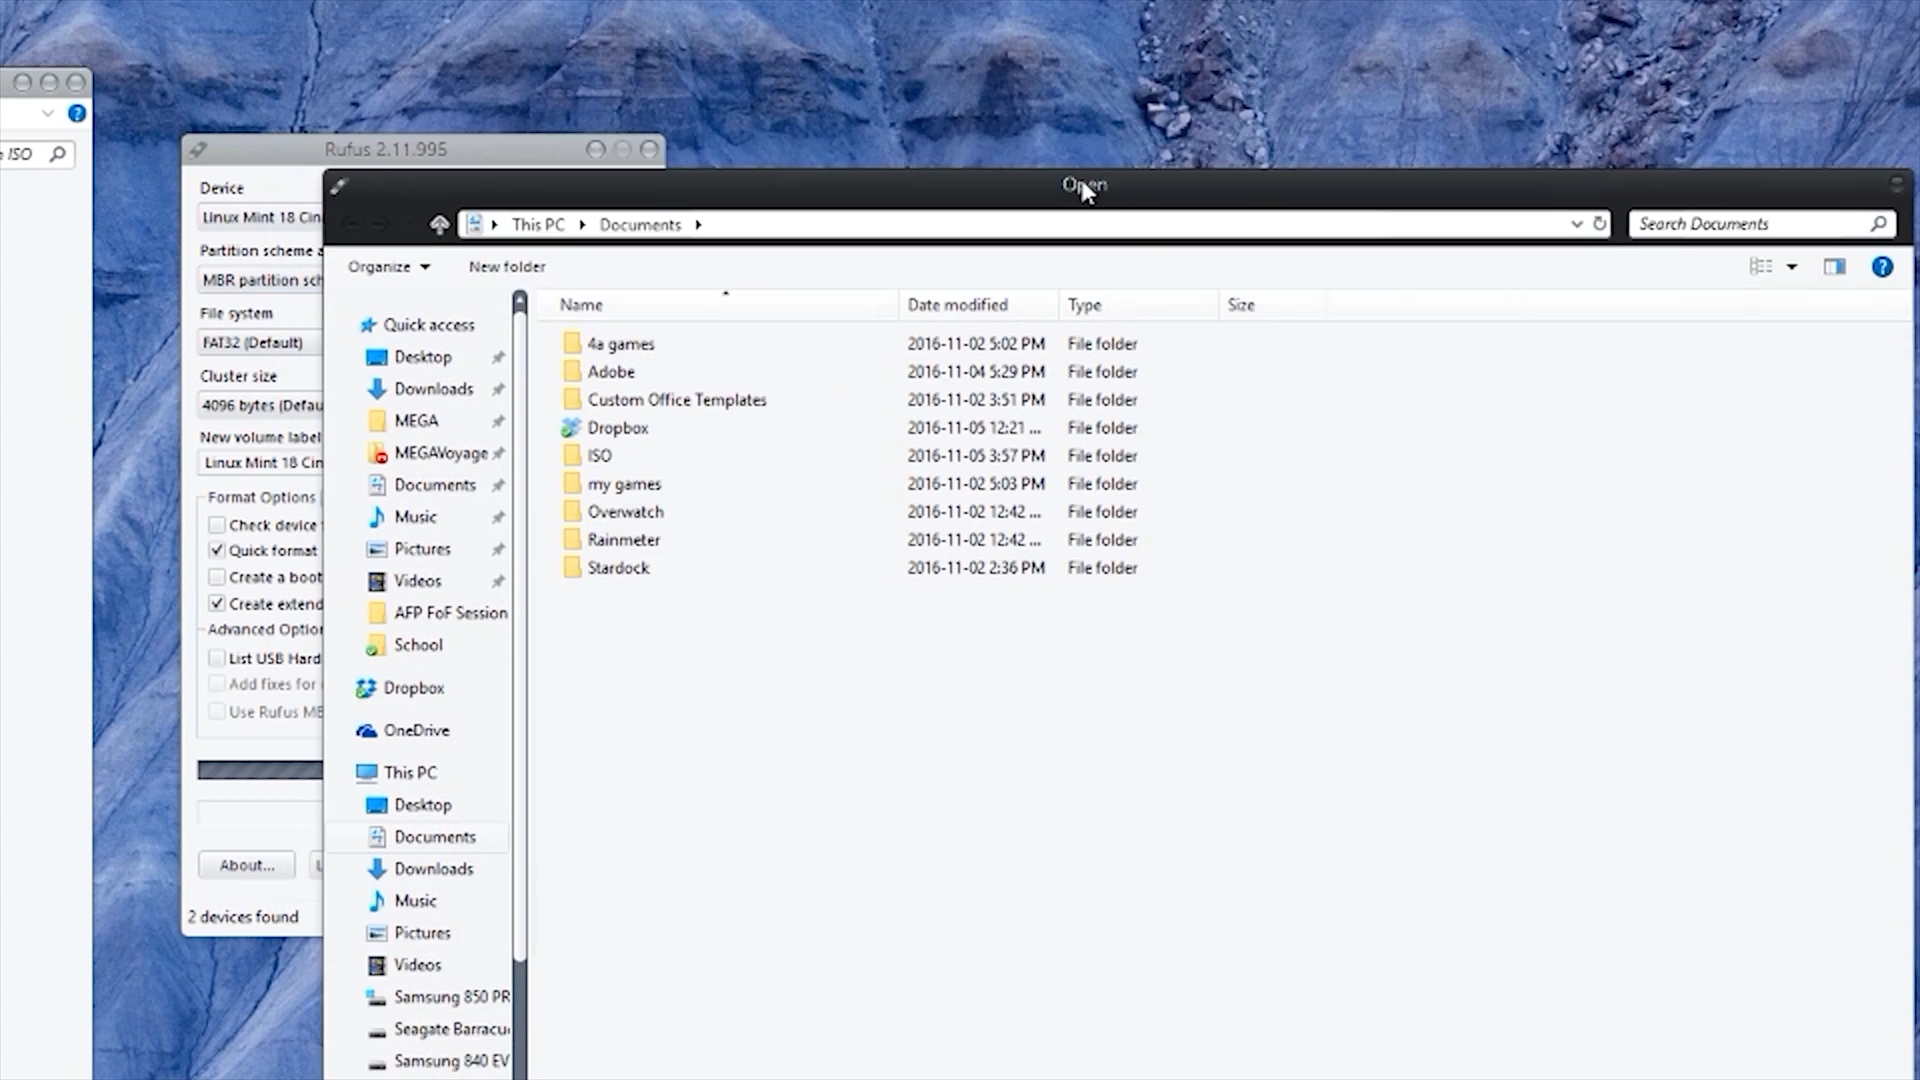 ISO
Rufus 2.11.995
Device
Linux Mint 18 Cin
Partition scheme a
MBR partition sch
File system
FAT32 (Default)
Cluster size
4096 bytes (Defau
New volume label
Linux Mint 18 Cin
Format Options
Check device
Quick format
Create a boot
Create extend
Advanced Option
List USB Hard
Add fixes for
Use Rufus MB
About...
2 devices found
Open
This PC
Documents
Search Documents
Organize
New folder
Quick access
Desktop
Downloads
MEGA
MEGAVoyage
Documents
Music
Pictures
Videos
AFP FoF Session
School
Dropbox
OneDrive
This PC
Desktop
Documents
Downloads
Music
Pictures
Videos
Samsung 850 PR
Seagate Barracu
Samsung 840 EV
Name Date modified Type Size
4a games 2016-11-02 5:02 PM File folder
Adobe 2016-11-04 5:29 PM File folder
Custom Office Templates 2016-11-02 3:51 PM File folder
Dropbox 2016-11-05 12:21 ... File folder
ISO 2016-11-05 3:57 PM File folder
my games 2016-11-02 5:03 PM File folder
Overwatch 2016-11-02 12:42 ... File folder
Rainmeter 2016-11-02 12:42 ... File folder
Stardock 2016-11-02 2:36 PM File folder